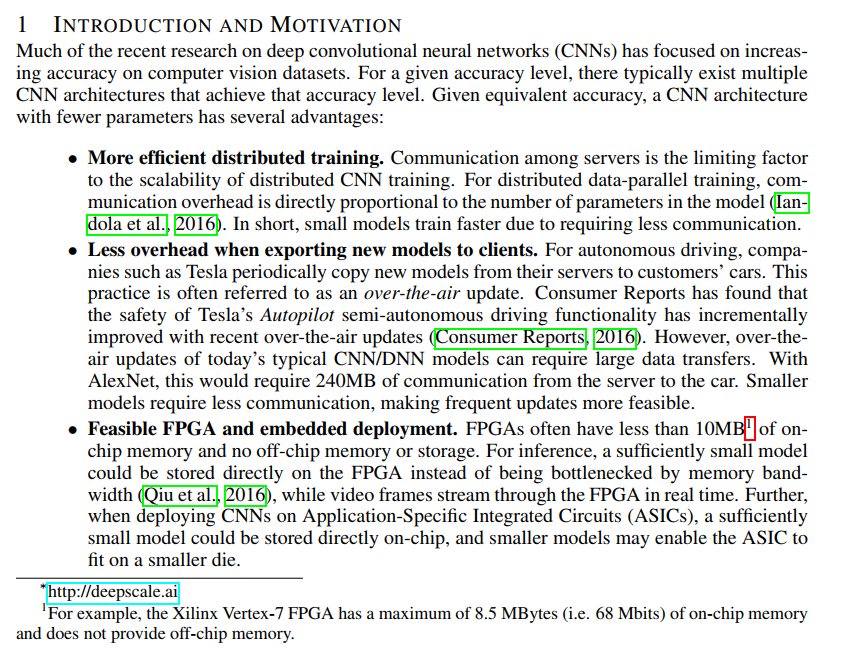 1 INTRODUCTION AND MOTIVATION
Much of the recent research on deep convolutional neural networks (CNNs) has focused on increas-
ing accuracy on computer vision datasets. For a given accuracy level, there typically exist multiple
CNN architectures that achieve that accuracy level. Given equivalent accuracy, a CNN architecture
with fewer parameters has several advantages:
• More efficient distributed training. Communication among servers is the limiting factor
to the scalability of distributed CNN training. For distributed data-parallel training, com-
munication overhead is directly proportional to the number of parameters in the model (Ian-
dola et al., 2016). In short, small models train faster due to requiring less communication.
• Less overhead when exporting new models to clients. For autonomous driving, compa-
nies such as Tesla periodically copy new models from their servers to customers' cars. This
practice is often referred to as an over-the-air update. Consumer Reports has found that
the safety of Tesla's Autopilot semi-autonomous driving functionality has incrementally
improved with recent over-the-air updates (Consumer Reports, 2016). However, over-the-
air updates of today's typical CNN/DNN models can require large data transfers. With
AlexNet, this would require 240MB of communication from the server to the car. Smaller
models require less communication, making frequent updates more feasible.
• Feasible FPGA and embedded deployment. FPGAs often have less than 10MB1 of on-
chip memory and no off-chip memory or storage. For inference, a sufficiently small model
could be stored directly on the FPGA instead of being bottlenecked by memory band-
width (Qiu et al., 2016), while video frames stream through the FPGA in real time. Further,
when deploying CNNs on Application-Specific Integrated Circuits (ASICs), a sufficiently
small model could be stored directly on-chip, and smaller models may enable the ASIC to
fit on a smaller die.
*http://deepscale.ai
1For example, the Xilinx Vertex-7 FPGA has a maximum of 8.5 MBytes (i.e. 68 Mbits) of on-chip memory
and does not provide off-chip memory.